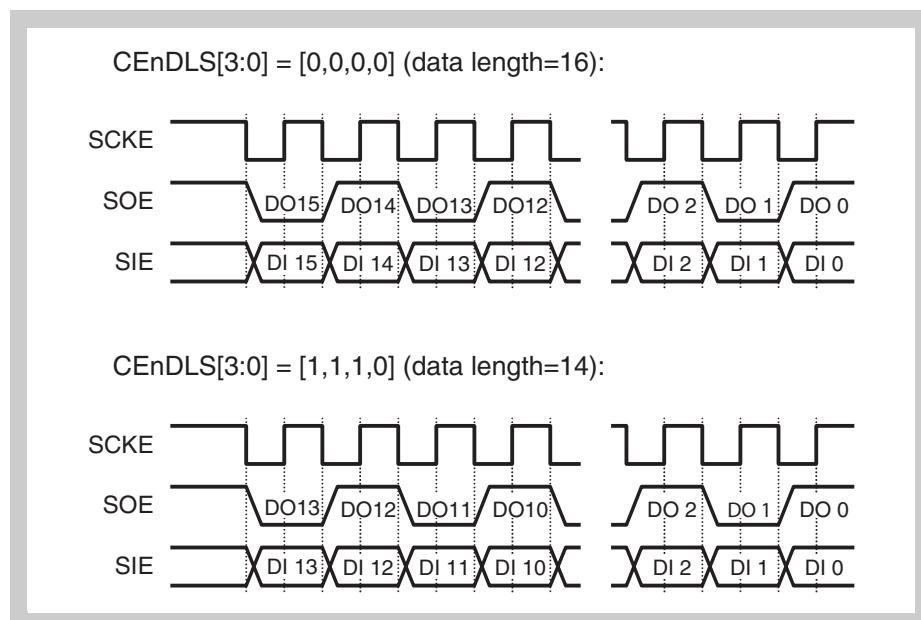 CEnDLS[3:0] = [0,0,0,0] (data length=16):
SCKE
SOE DO15 DO14 DO13 DO12 DO 2 DO 1 DO 0
SIE DI 15 DI 14 DI 13 DI 12 DI 2 DI 1 DI 0
CEnDLS[3:0] = [1,1,1,0] (data length=14):
SCKE
SOE DO13 DO12 DO11 DO10 DO 2 DO 1 DO 0
SIE DI 13 DI 12 DI 11 DI 10 DI 2 DI 1 DI 0